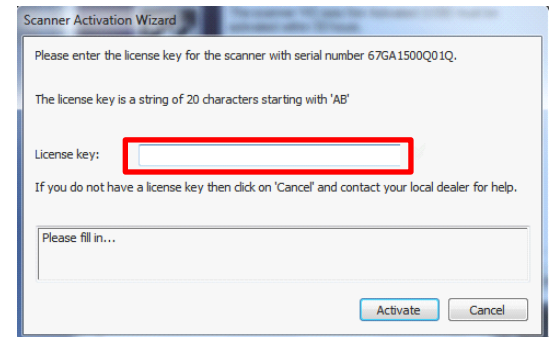 Scanner Activation Wizard
Please enter the license key for the scanner with serial number 67GA1500Q01Q.
The license key is a string of 20 characters starting with 'AB'
License key:
If you do not have a license key then click on 'Cancel' and contact your local dealer for help.
Please fill in...
Activate Cancel